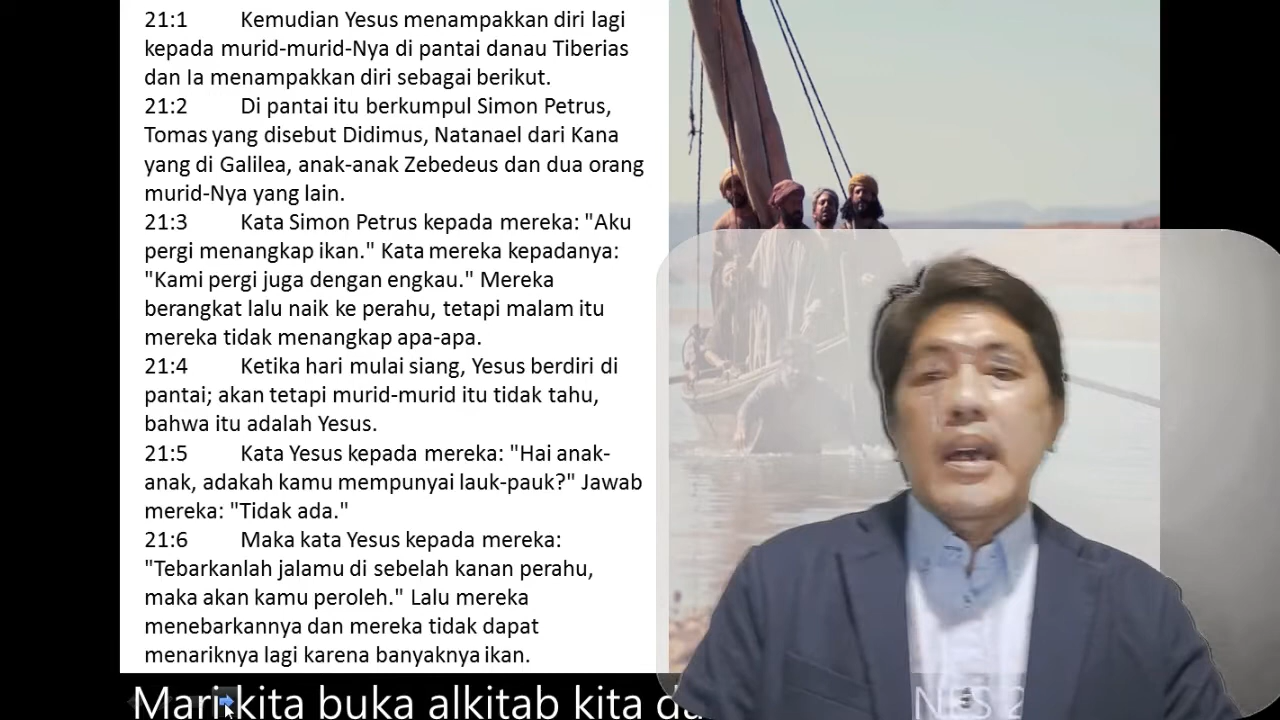 21:1 Kemudian Yesus menampakkan diri lagi
kepada murid-murid-Nya di pantai danau Tiberias
dan Ia menampakkan diri sebagai berikut.
21:2 Di pantai itu berkumpul Simon Petrus,
Tomas yang disebut Didimus, Natanael dari Kana
yang di Galilea, anak-anak Zebedeus dan dua orang
murid-Nya yang lain.
21:3 Kata Simon Petrus kepada mereka: "Aku
pergi menangkap ikan." Kata mereka kepadanya:
"Kami pergi juga dengan engkau." Mereka
berangkat lalu naik ke perahu, tetapi malam itu
mereka tidak menangkap apa-apa.
21:4 Ketika hari mulai siang, Yesus berdiri di
pantai; akan tetapi murid-murid itu tidak tahu,
bahwa itu adalah Yesus.
21:5 Kata Yesus kepada mereka: "Hai anak-
anak, adakah kamu mempunyai lauk-pauk?" Jawab
mereka: "Tidak ada."
21:6 Maka kata Yesus kepada mereka:
"Tebarkanlah jalamu di sebelah kanan perahu,
maka akan kamu peroleh." Lalu mereka
menebarkannya dan mereka tidak dapat
menariknya lagi karena banyaknya ikan.
Mari kita buka alkitab kita